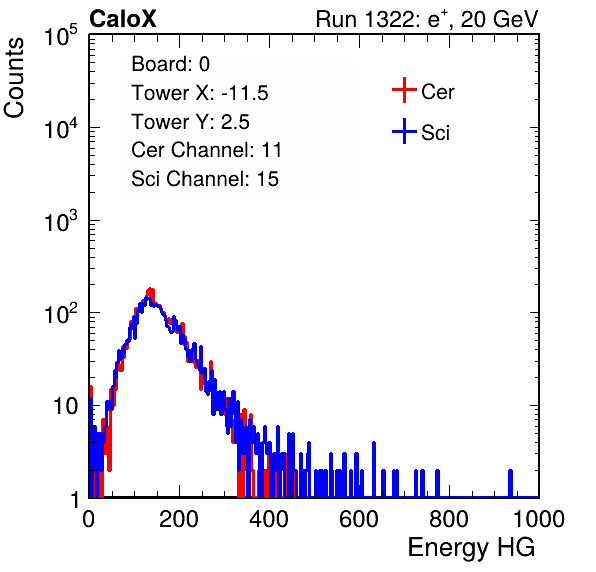 CaloX Run 1322: e⁺, 20 GeV
Counts
Board: 0
Tower X: -11.5
Tower Y: 2.5
Cer Channel: 11
Sci Channel: 15
Cer
Sci
10⁵
10⁴
10³
10²
10
1
0 200 400 600 800 1000
Energy HG